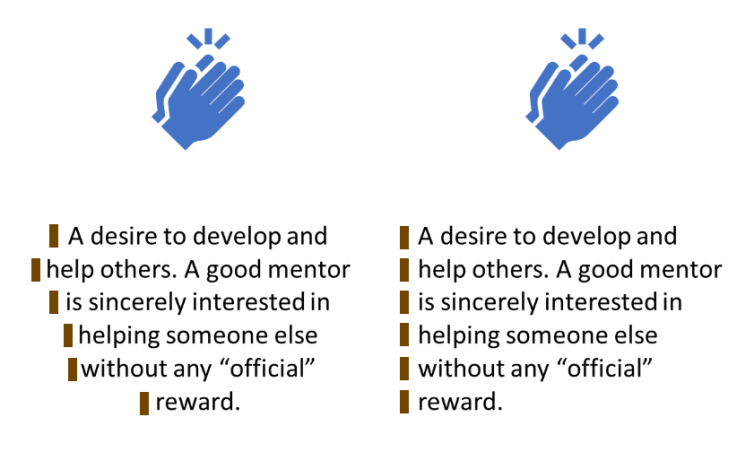 A desire to develop and
help others. A good mentor
is sincerely interested in
helping someone else
without any “official”
reward.
A desire to develop and
help others. A good mentor
is sincerely interested in
helping someone else
without any “official”
reward.